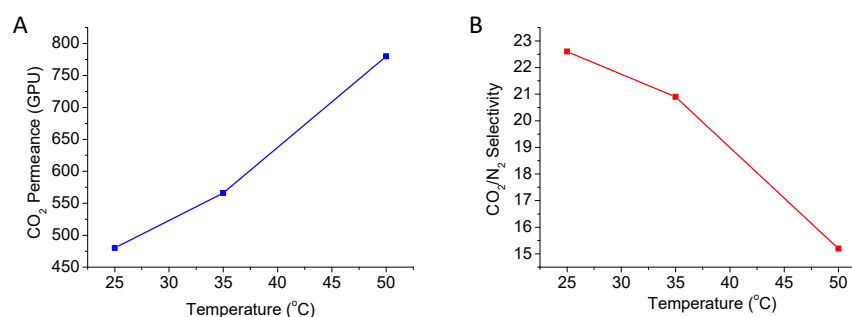 A
CO₂ Permeance (GPU)
800
750
700
650
600
550
500
450
25 30 35 40 45 50
Temperature (°C)
B
CO₂/N₂ Selectivity
23
22
21
20
19
18
17
16
15
25 30 35 40 45 50
Temperature (°C)